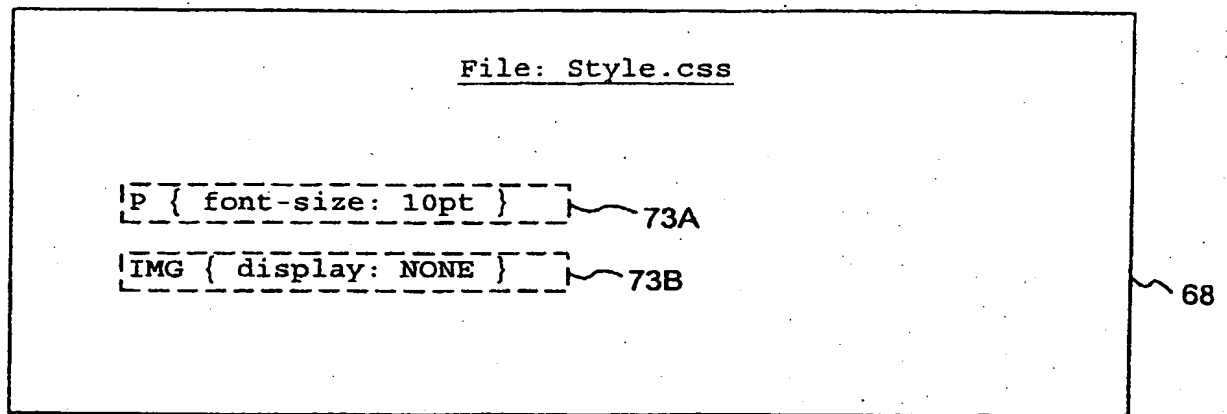 File: Style.css
P { font-size: 10pt }
73A
IMG { display: NONE }
73B
68